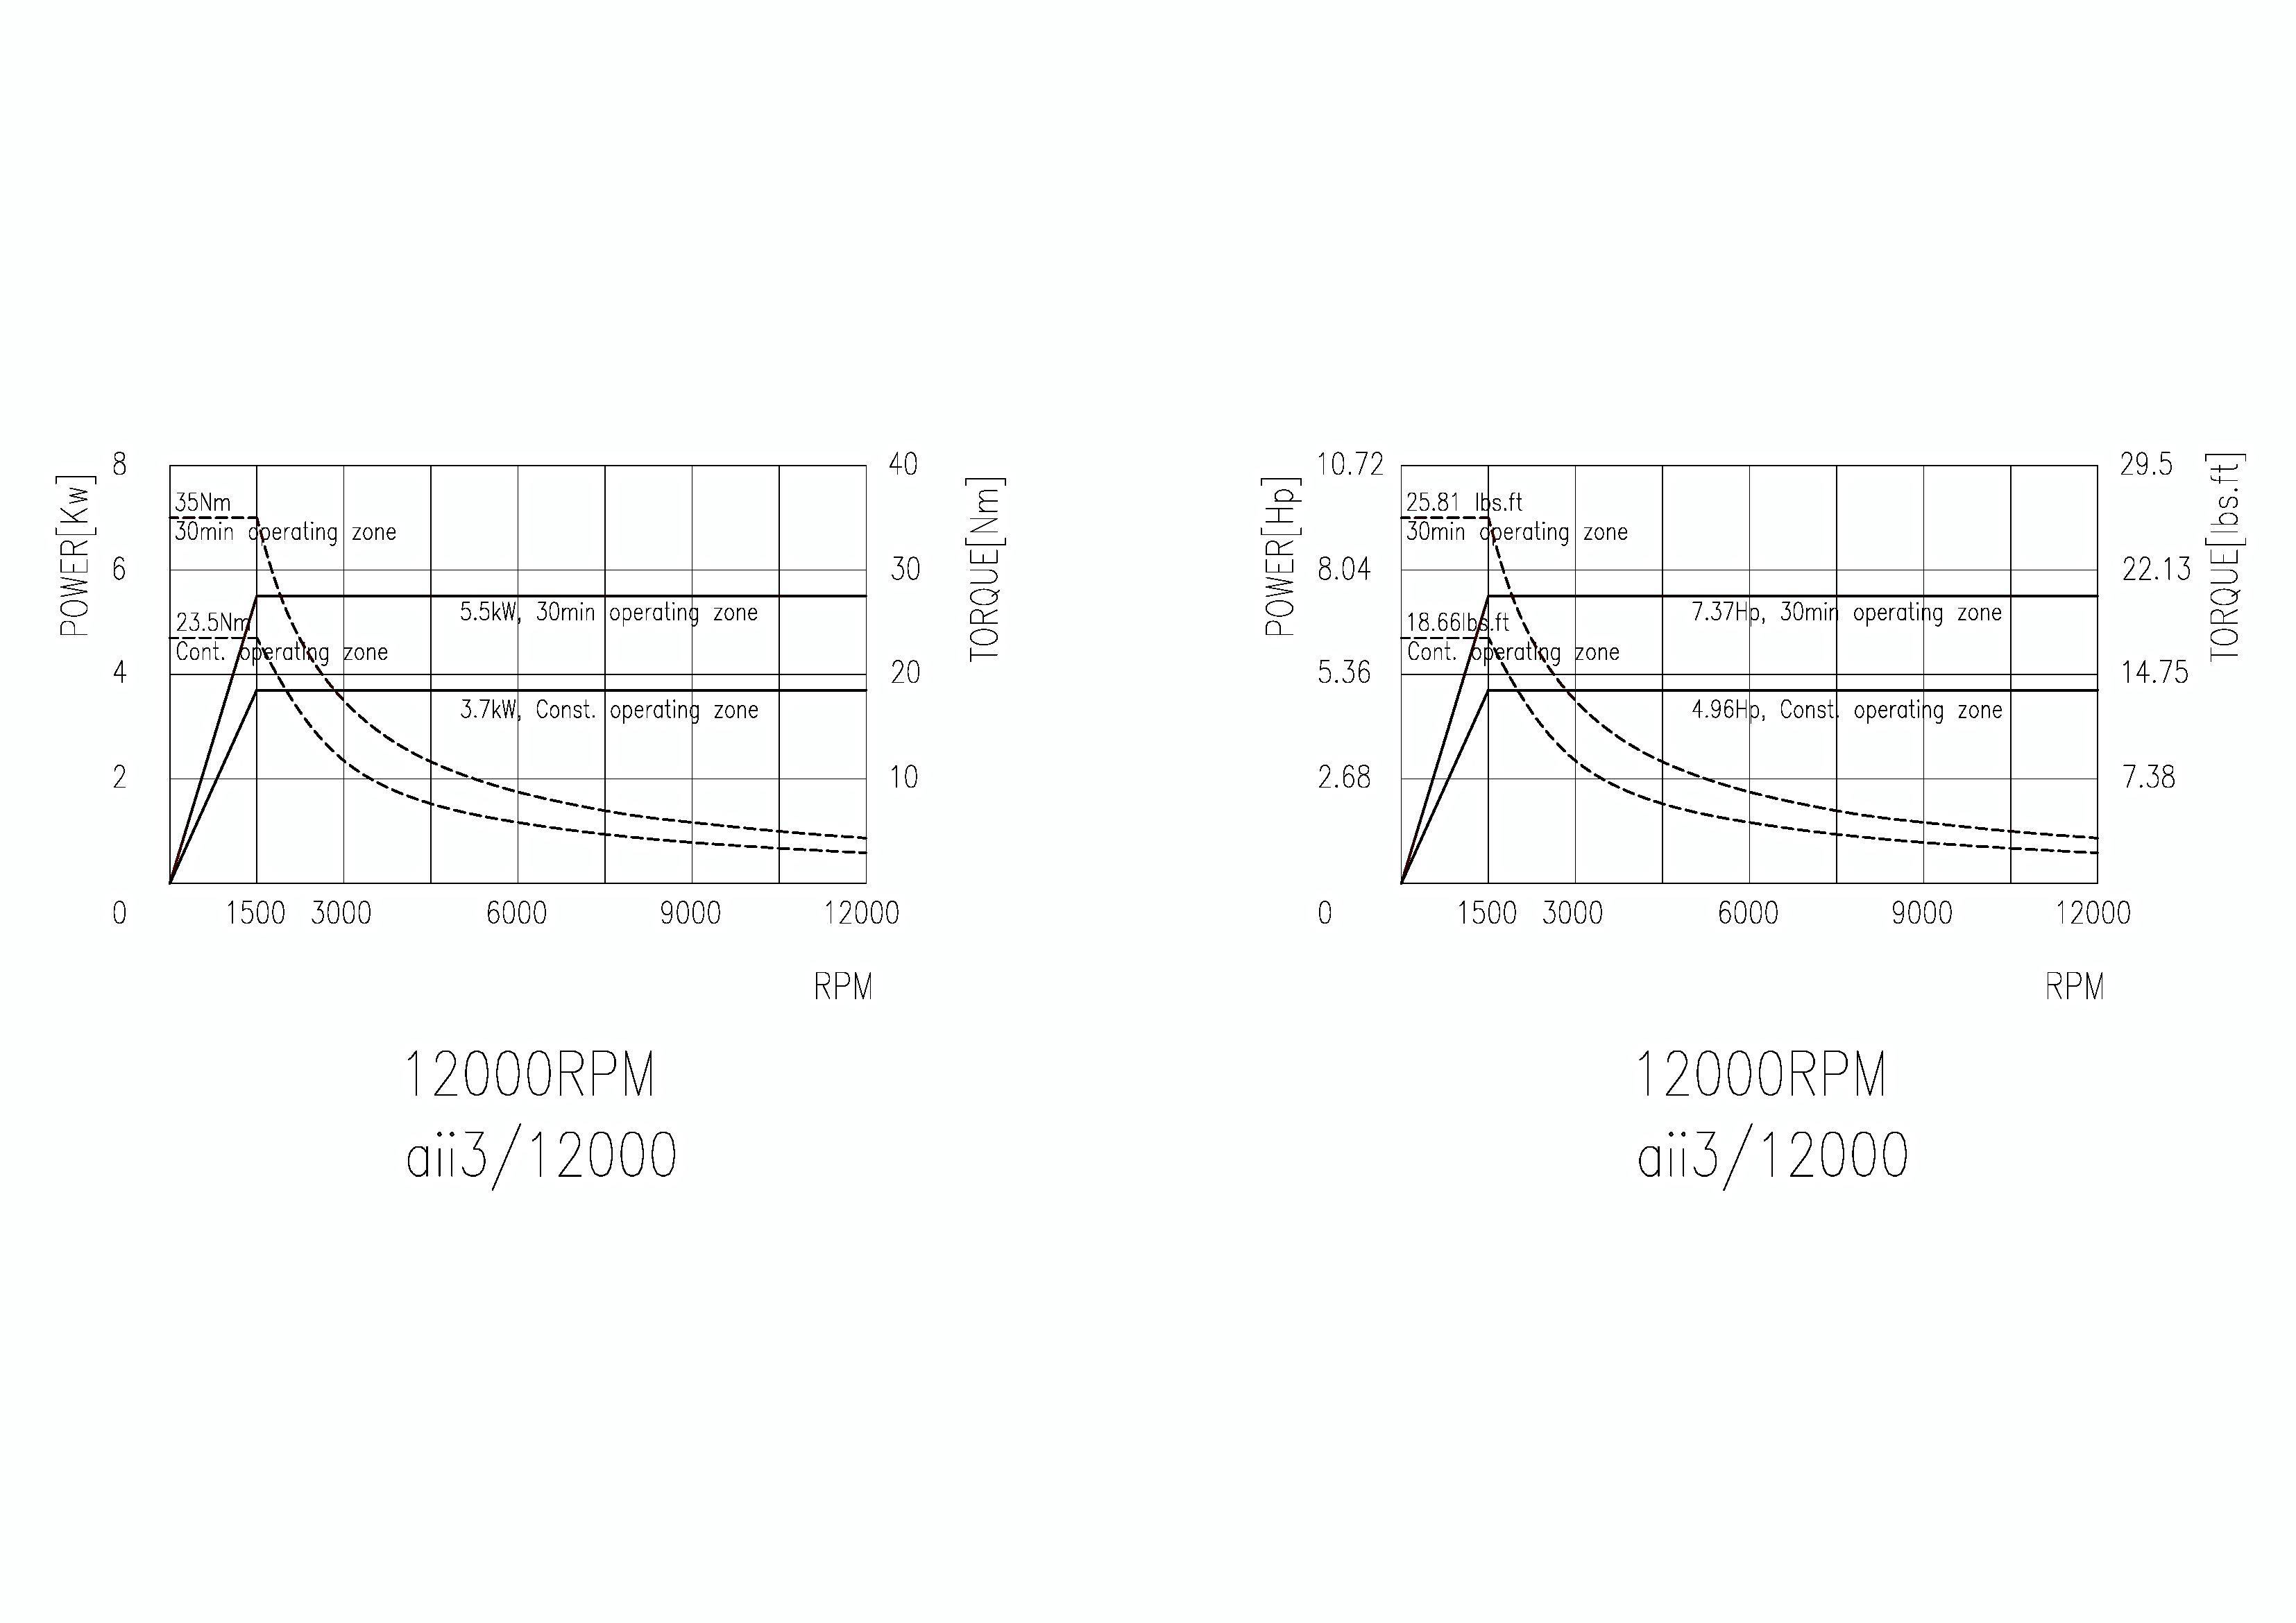 8
6
4
2
0
POWER[Kw]
40
30
20
10
TORQUE[Nm]
35Nm
30min operating zone
23.5Nm
Cont. operating zone
5.5kW, 30min operating zone
3.7kW, Const. operating zone
1500 3000 6000 9000 12000
RPM
12000RPM
aii3/12000
10.72
8.04
5.36
2.68
0
POWER[Hp]
29.5
22.13
14.75
7.38
TORQUE[lbs.ft]
25.81 lbs.ft
30min operating zone
18.66lbs.ft
Cont. operating zone
7.37Hp, 30min operating zone
4.96Hp, Const. operating zone
1500 3000 6000 9000 12000
RPM
12000RPM
aii3/12000